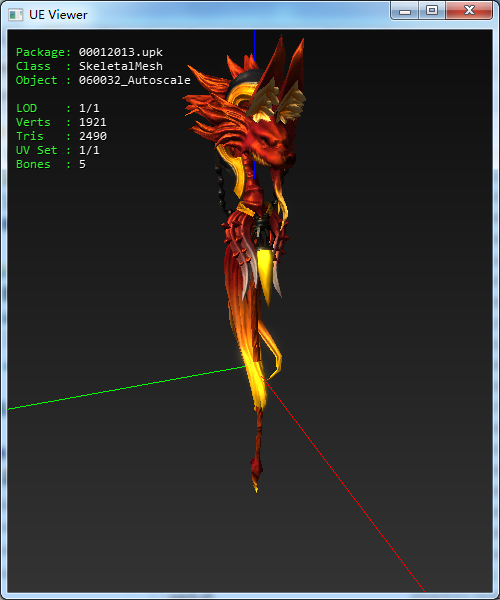 UE Viewer
Package: 00012013.upk
Class  : SkeletalMesh
Object : 060032_Autoscale
LOD    : 1/1
Verts  : 1921
Tris   : 2490
UV Set : 1/1
Bones  : 5